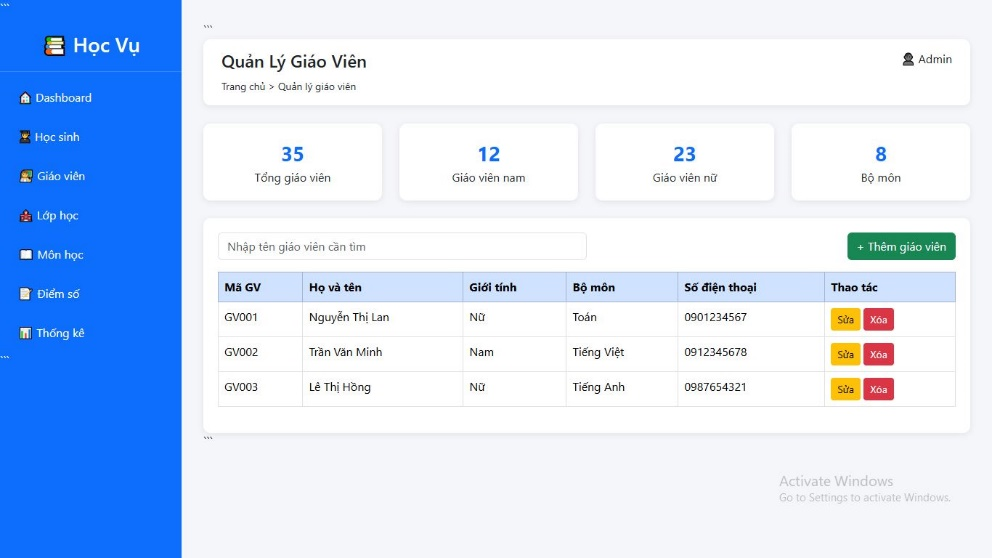 ```
Học Vụ
Dashboard
Học sinh
Giáo viên
Lớp học
Môn học
Điểm số
Thống kê
```
```
Quản Lý Giáo Viên
Admin
Trang chủ > Quản lý giáo viên
35
Tổng giáo viên
12
Giáo viên nam
23
Giáo viên nữ
8
Bộ môn
Nhập tên giáo viên cần tìm
+ Thêm giáo viên
Mã GV Họ và tên Giới tính Bộ môn Số điện thoại Thao tác
GV001 Nguyễn Thị Lan Nữ Toán 0901234567 Sửa Xóa
GV002 Trần Văn Minh Nam Tiếng Việt 0912345678 Sửa Xóa
GV003 Lê Thị Hồng Nữ Tiếng Anh 0987654321 Sửa Xóa
```
Activate Windows
Go to Settings to activate Windows.